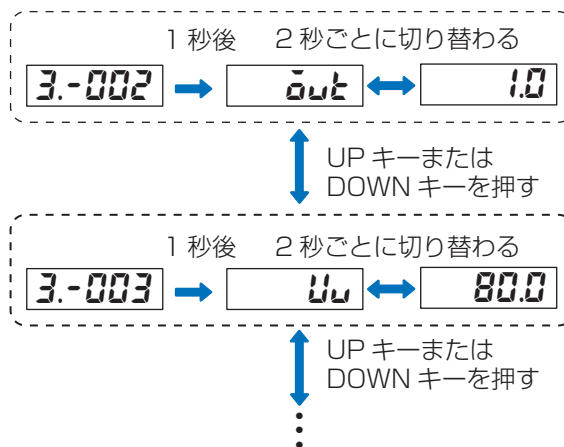 1 秒後 2 秒ごとに切り替わる
3.-002 āut 1.0
UP キーまたは
DOWN キーを押す
1 秒後 2 秒ごとに切り替わる
3.-003 Uu 80.0
UP キーまたは
DOWN キーを押す